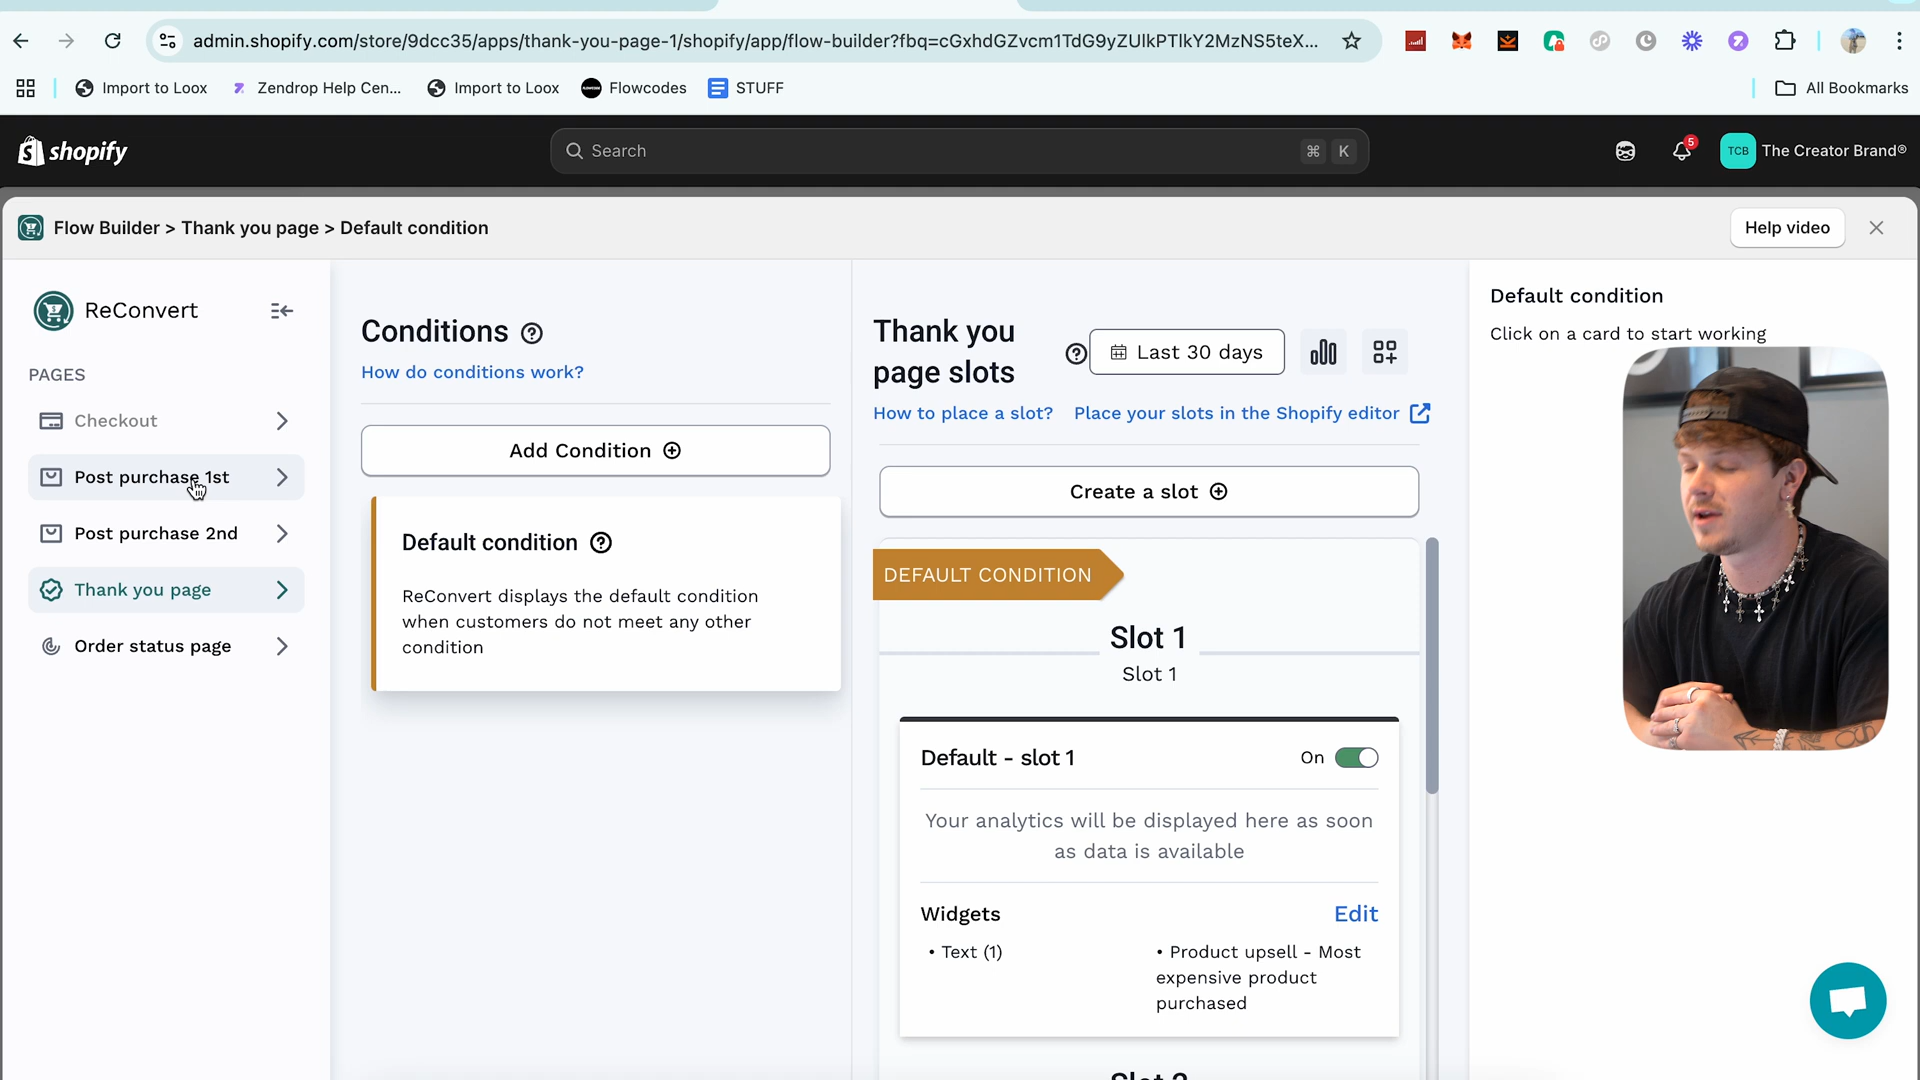 admin.shopify.com/store/9dcc35/apps/thank-you-page-1/shopify/app/flow-builder?fbq=cGxhdGZvcm1TdG9yZUlkPTlkY2MzNS5teX...
Import to Loox
Zendrop Help Cen...
Import to Loox
Flowcodes
STUFF
All Bookmarks
shopify
Search
⌘ K
5
TCB
The Creator Brand®
Flow Builder > Thank you page > Default condition
Help video
ReConvert
PAGES
Checkout
Post purchase 1st
Post purchase 2nd
Thank you page
Order status page
Conditions
How do conditions work?
Add Condition
Default condition
ReConvert displays the default condition
when customers do not meet any other
condition
Thank you
page slots
Last 30 days
How to place a slot?
Place your slots in the Shopify editor
Create a slot
DEFAULT CONDITION
Slot 1
Slot 1
Default - slot 1
On
Your analytics will be displayed here as soon
as data is available
Widgets
Edit
• Text (1)
• Product upsell - Most
expensive product
purchased
Slot 2
Default condition
Click on a card to start working